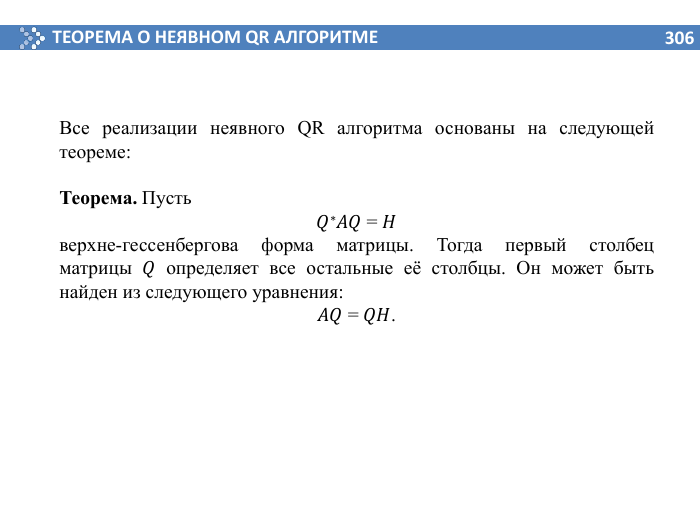 ТЕОРЕМА О НЕЯВНОМ QR АЛГОРИТМЕ
306
Все реализации неявного QR алгоритма основаны на следующей
теореме:
Теорема. Пусть
Q*AQ = H
верхне-гессенбергова форма матрицы. Тогда первый столбец
матрицы Q определяет все остальные её столбцы. Он может быть
найден из следующего уравнения:
AQ = QH.